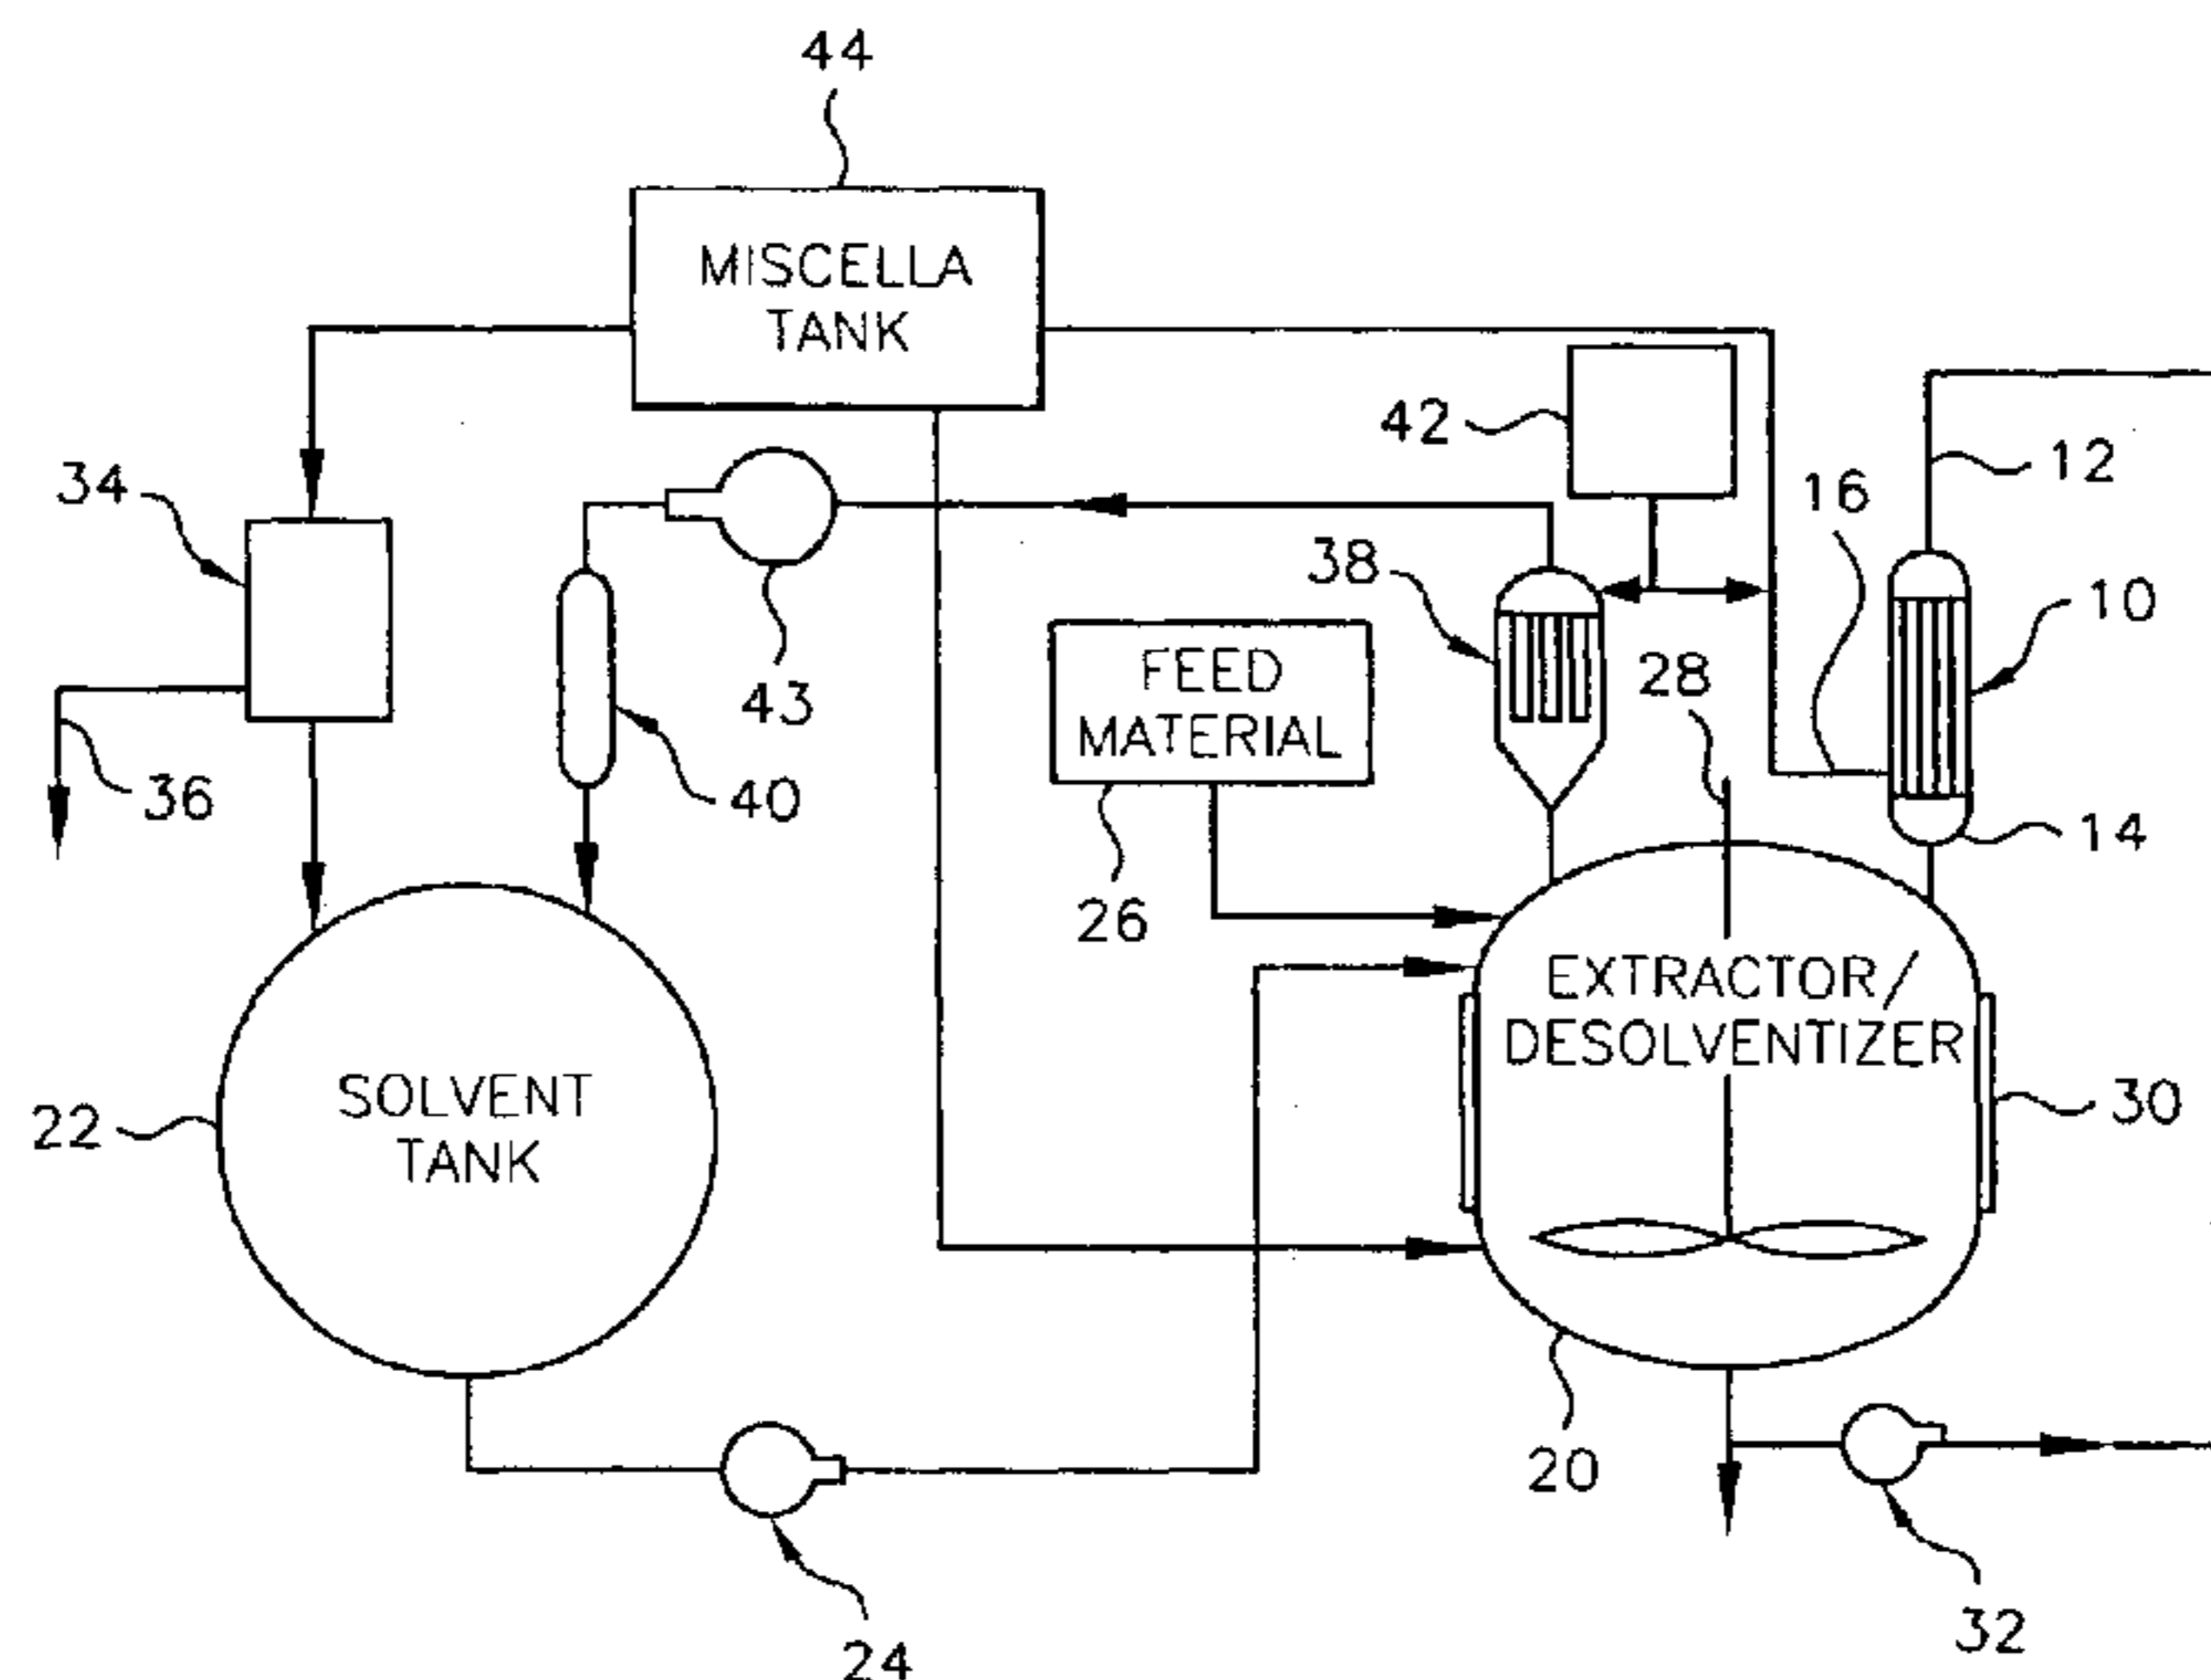 44
MISCELLA
TANK
42
12
16
34
38
10
FEED
MATERIAL
28
43
36
40
14
26
EXTRACTOR/
DESOLVENTIZER
SOLVENT
TANK
22
30
20
24
32